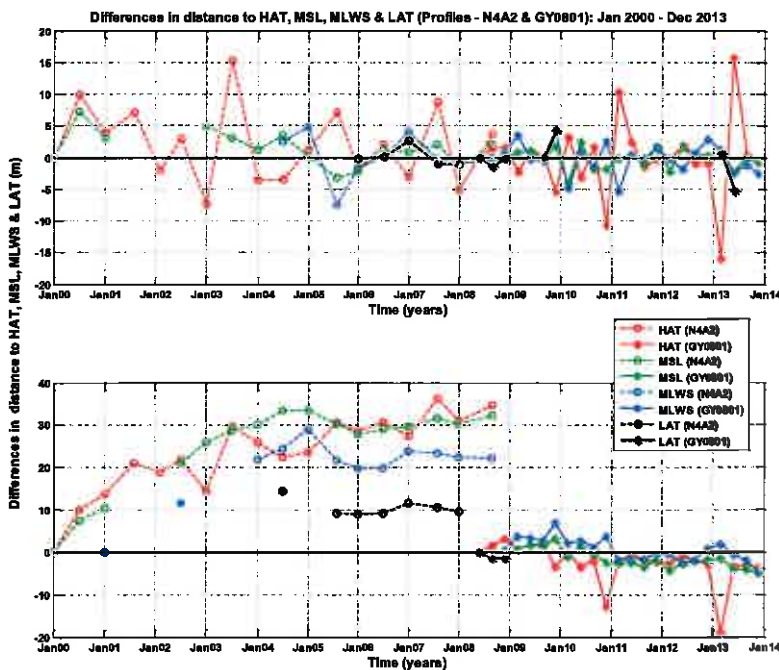 Differences in distance to HAT, MSL, MLWS & LAT (Profiles - N4A2 & GY0801): Jan 2000 - Dec 2013
Differences in distance to HAT, MSL, MLWS & LAT (m)
20
15
10
5
0
-5
-10
-15
-20
Jan00 Jan01 Jan02 Jan03 Jan04 Jan05 Jan06 Jan07 Jan08 Jan09 Jan10 Jan11 Jan12 Jan13 Jan14
Time (years)
HAT (N4A2)
HAT (GY0801)
MSL (N4A2)
MSL (GY0801)
MLWS (N4A2)
MLWS (GY0801)
LAT (N4A2)
LAT (GY0801)
40
30
20
10
0
-10
-20
Jan00 Jan01 Jan02 Jan03 Jan04 Jan05 Jan06 Jan07 Jan08 Jan09 Jan10 Jan11 Jan12 Jan13 Jan14
Time (years)